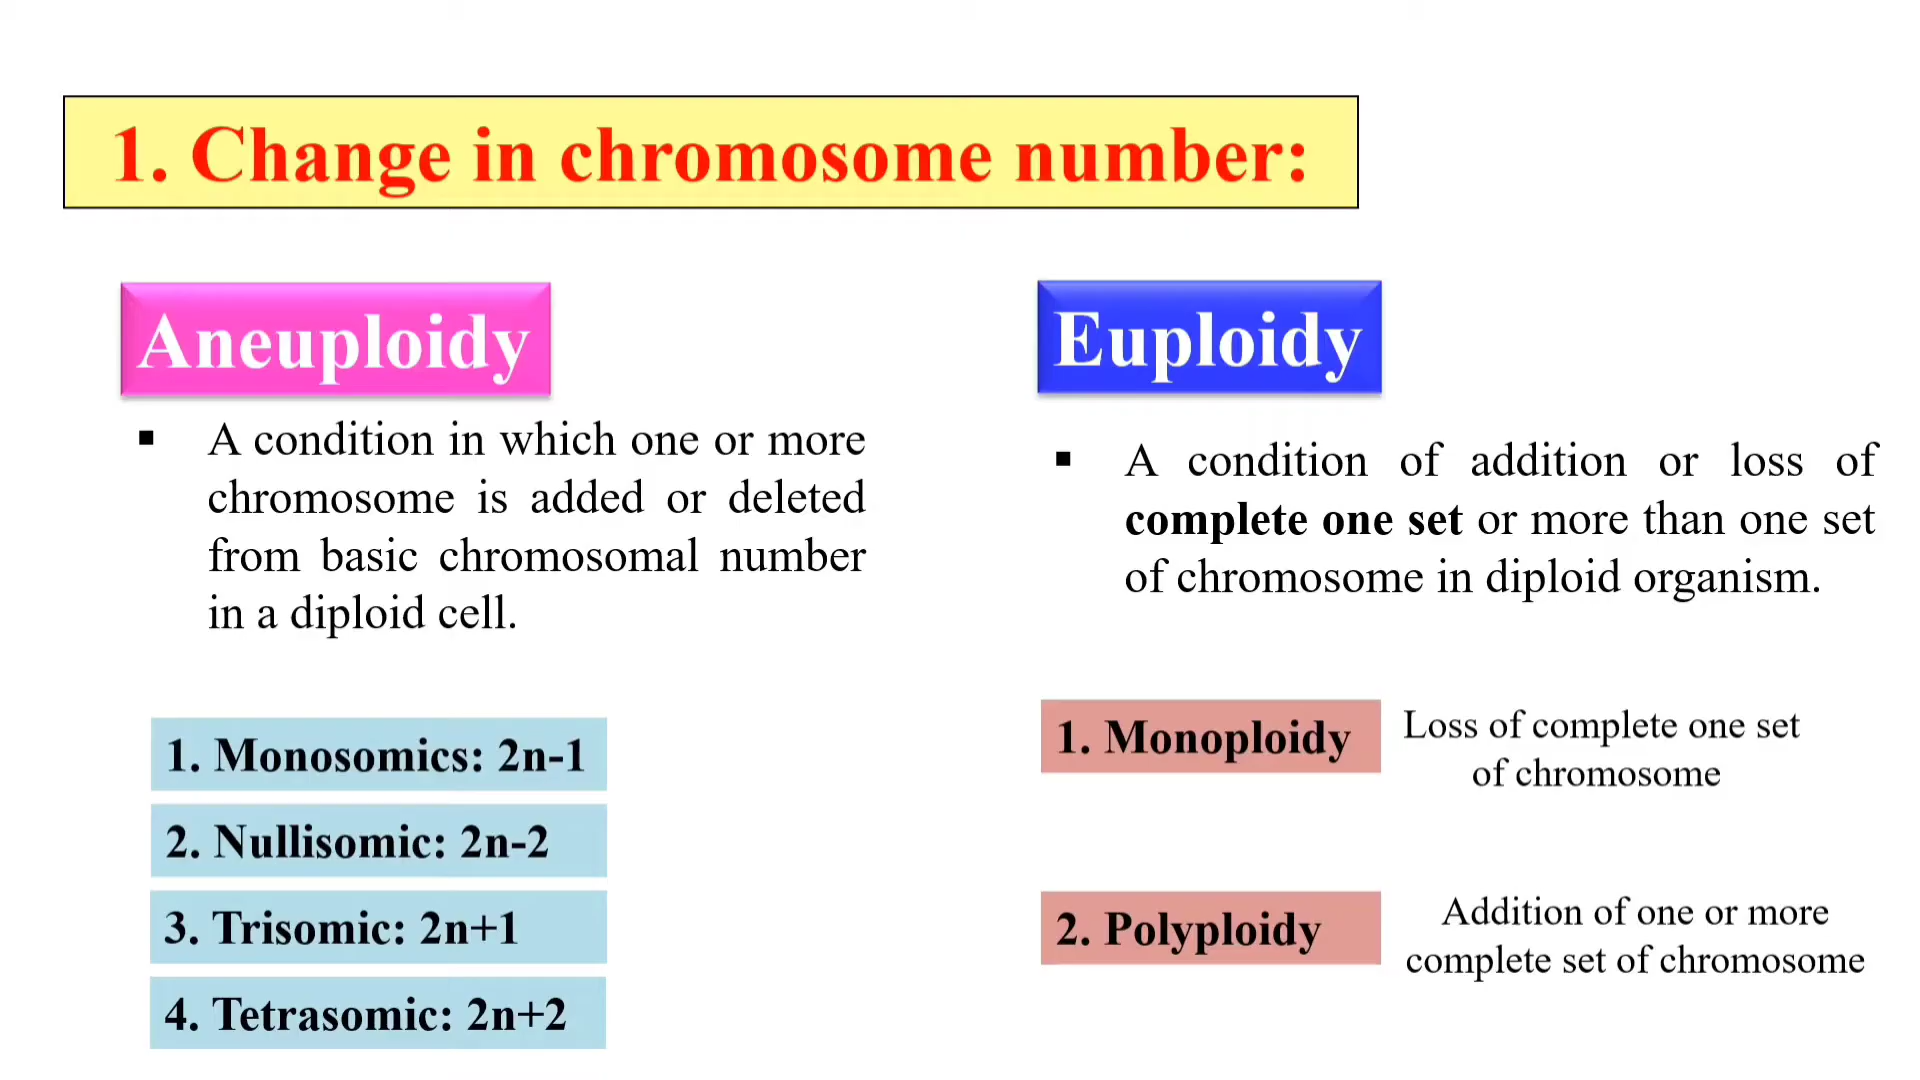 1. Change in chromosome number:
Aneuploidy
▪ A condition in which one or more
chromosome is added or deleted
from basic chromosomal number
in a diploid cell.
1. Monosomics: 2n-1
2. Nullisomic: 2n-2
3. Trisomic: 2n+1
4. Tetrasomic: 2n+2
Euploidy
▪ A condition of addition or loss of
complete one set or more than one set
of chromosome in diploid organism.
1. Monoploidy
Loss of complete one set
of chromosome
2. Polyploidy
Addition of one or more
complete set of chromosome